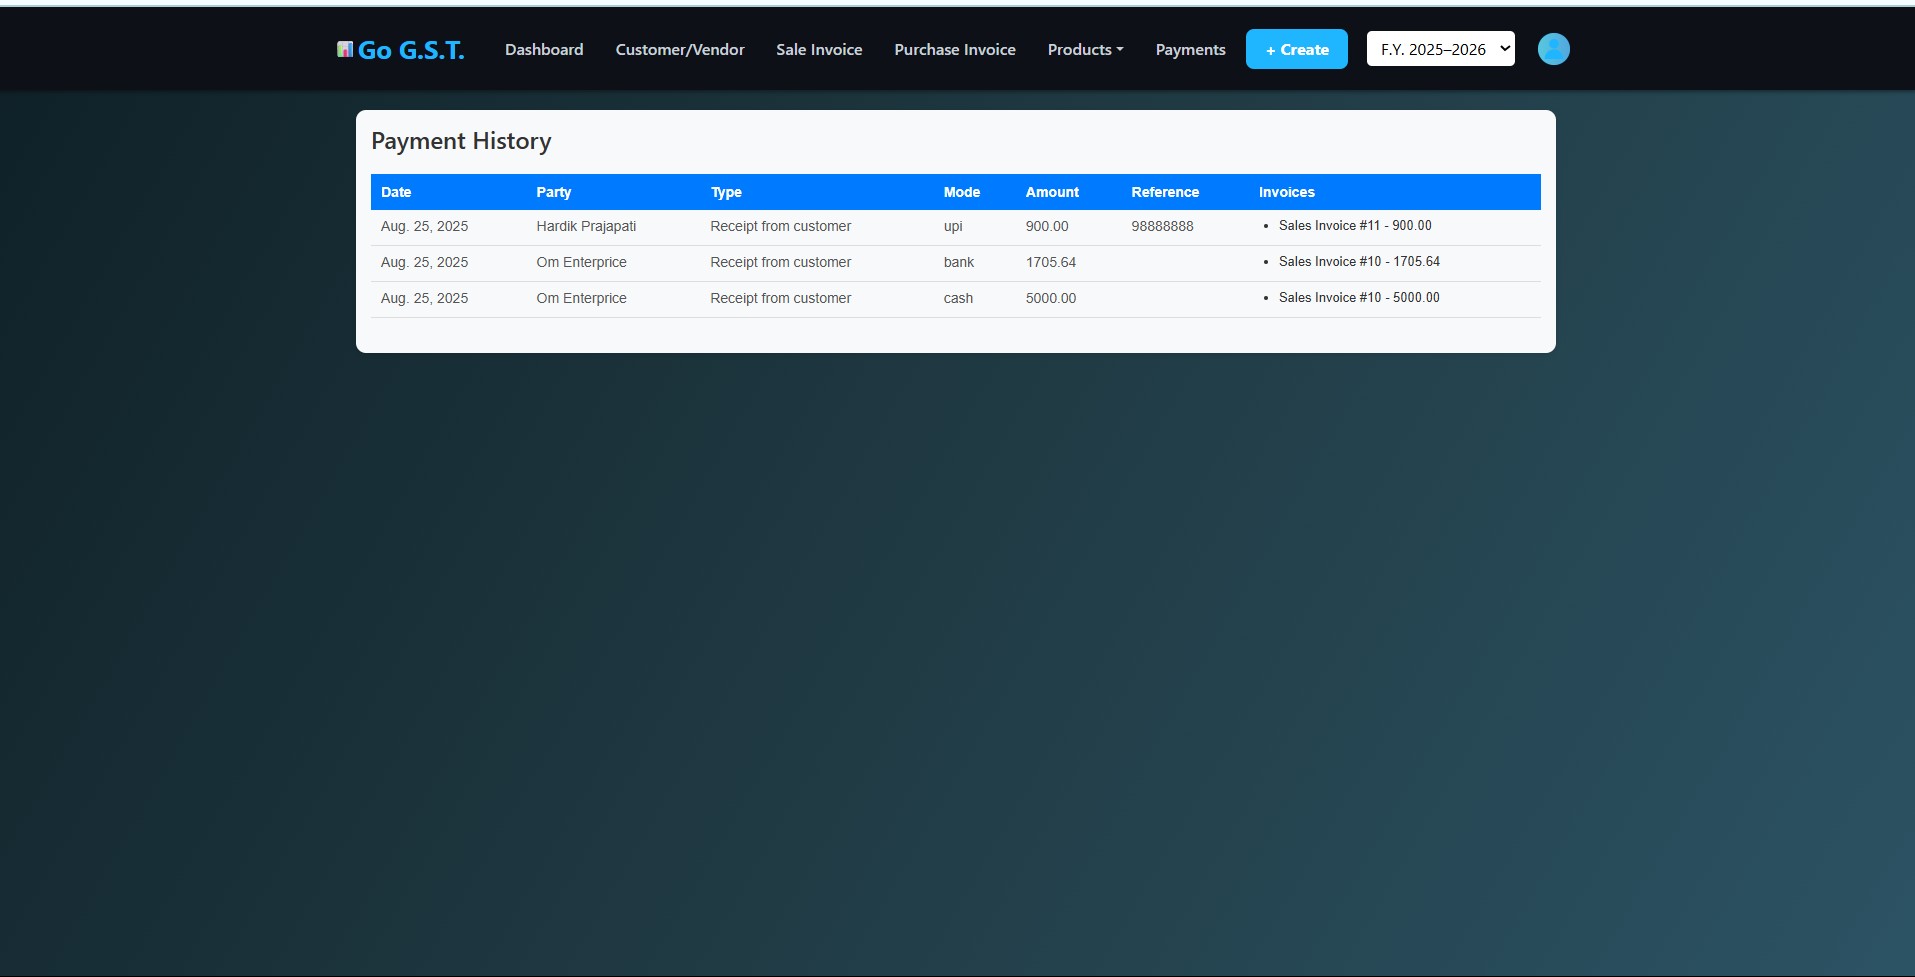 Go G.S.T. Dashboard Customer/Vendor Sale Invoice Purchase Invoice Products Payments + Create F.Y. 2025–2026
Payment History
Date Party Type Mode Amount Reference Invoices
Aug. 25, 2025 Hardik Prajapati Receipt from customer upi 900.00 98888888 • Sales Invoice #11 - 900.00
Aug. 25, 2025 Om Enterprice Receipt from customer bank 1705.64 • Sales Invoice #10 - 1705.64
Aug. 25, 2025 Om Enterprice Receipt from customer cash 5000.00 • Sales Invoice #10 - 5000.00